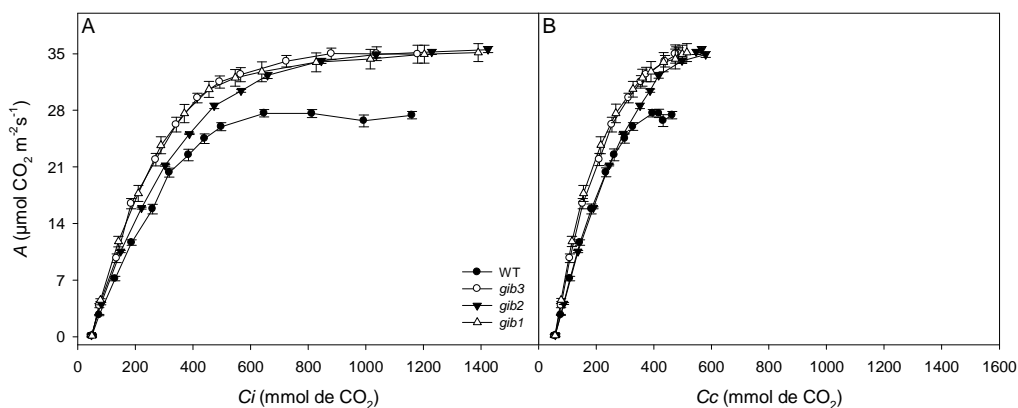 A
B
35
28
21
14
7
0
A (µmol CO₂ m⁻²s⁻¹)
WT
gib3
gib2
gib1
0 200 400 600 800 1000 1200 1400
0 200 400 600 800 1000 1200 1400 1600
Ci (mmol de CO₂)
Cc (mmol de CO₂)